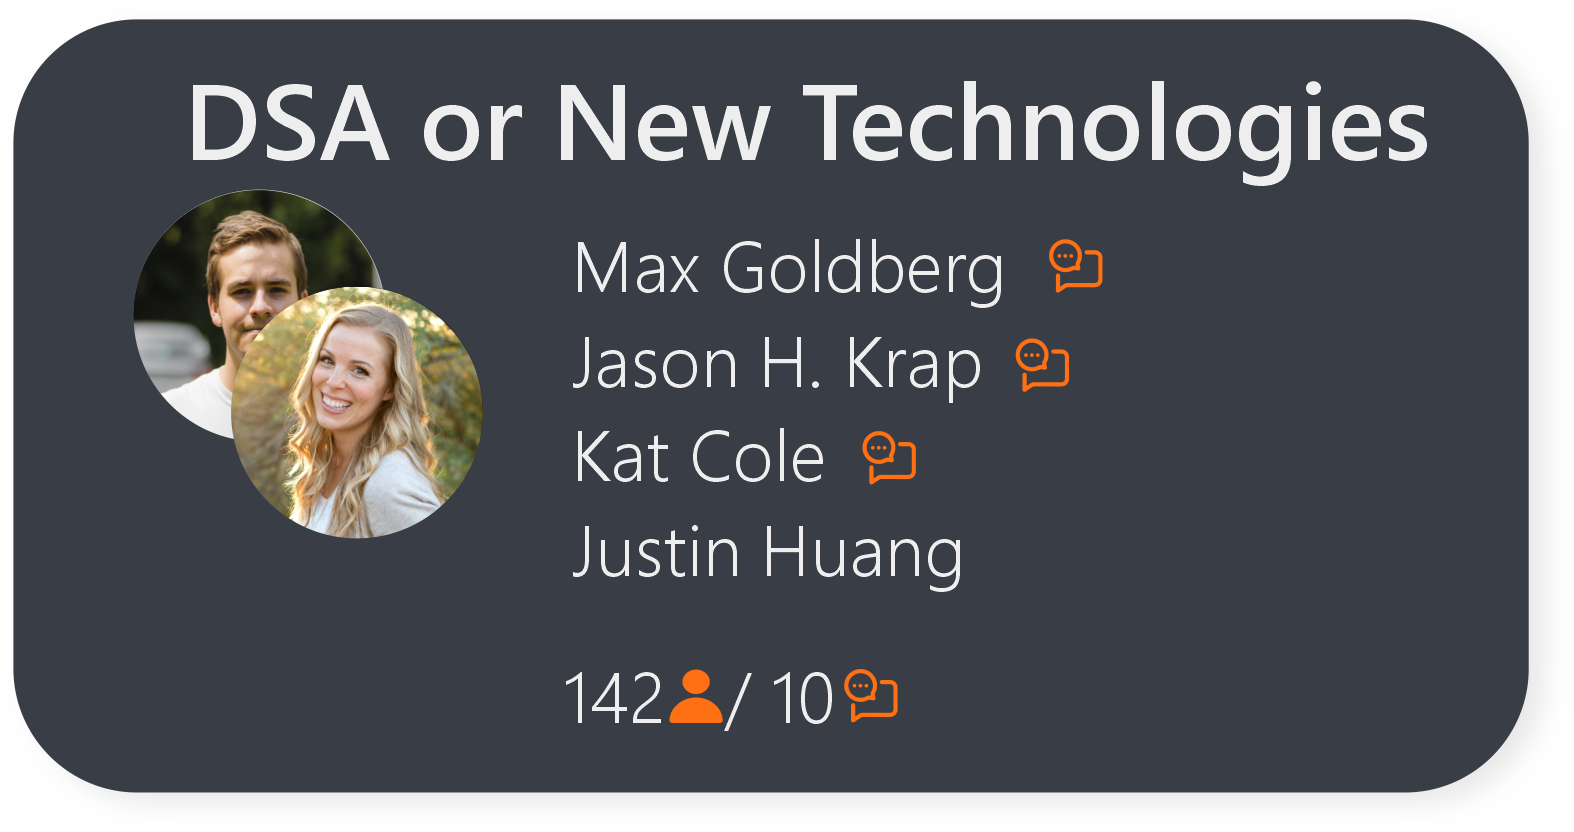 DSA or New Technologies
Max Goldberg
Jason H. Krap
Kat Cole
Justin Huang
142 / 10